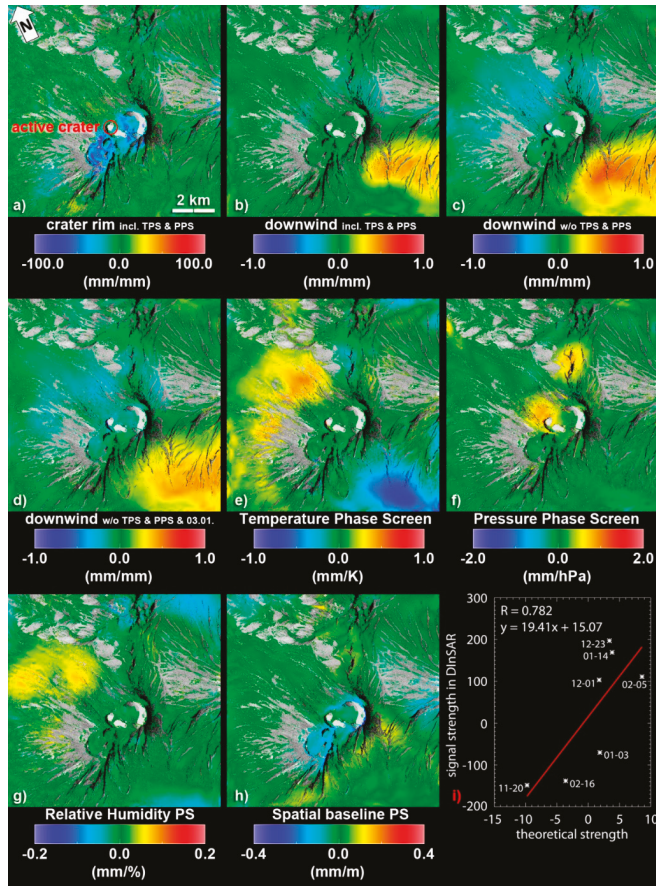 N
active crater
2 km
a)
b)
c)
crater rim incl. TPS & PPS
downwind incl. TPS & PPS
downwind w/o TPS & PPS
-100.0 0.0 100.0
-1.0 0.0 1.0
-1.0 0.0 1.0
(mm/mm)
(mm/mm)
(mm/mm)
d)
e)
f)
downwind w/o TPS & PPS & 03.01.
Temperature Phase Screen
Pressure Phase Screen
-1.0 0.0 1.0
-1.0 0.0 1.0
-2.0 0.0 2.0
(mm/mm)
(mm/K)
(mm/hPa)
g)
h)
Relative Humidity PS
Spatial baseline PS
-0.2 0.0 0.2
-0.4 0.0 0.4
(mm/%)
(mm/m)
i)
signal strength in DInSAR
300
200
100
0
-100
-200
R = 0.782
y = 19.41x + 15.07
12-23
01-14
12-01
02-05
01-03
11-20
02-16
-15 -10 -5 0 5 10
theoretical strength